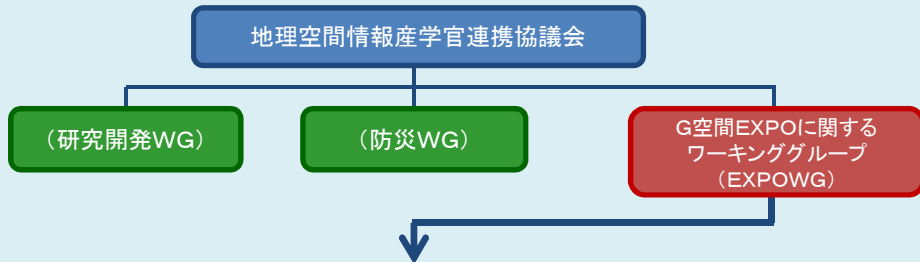 地理空間情報産学官連携協議会
（研究開発WG）
（防災WG）
G空間EXPOに関する
ワーキンググループ
（EXPOWG）